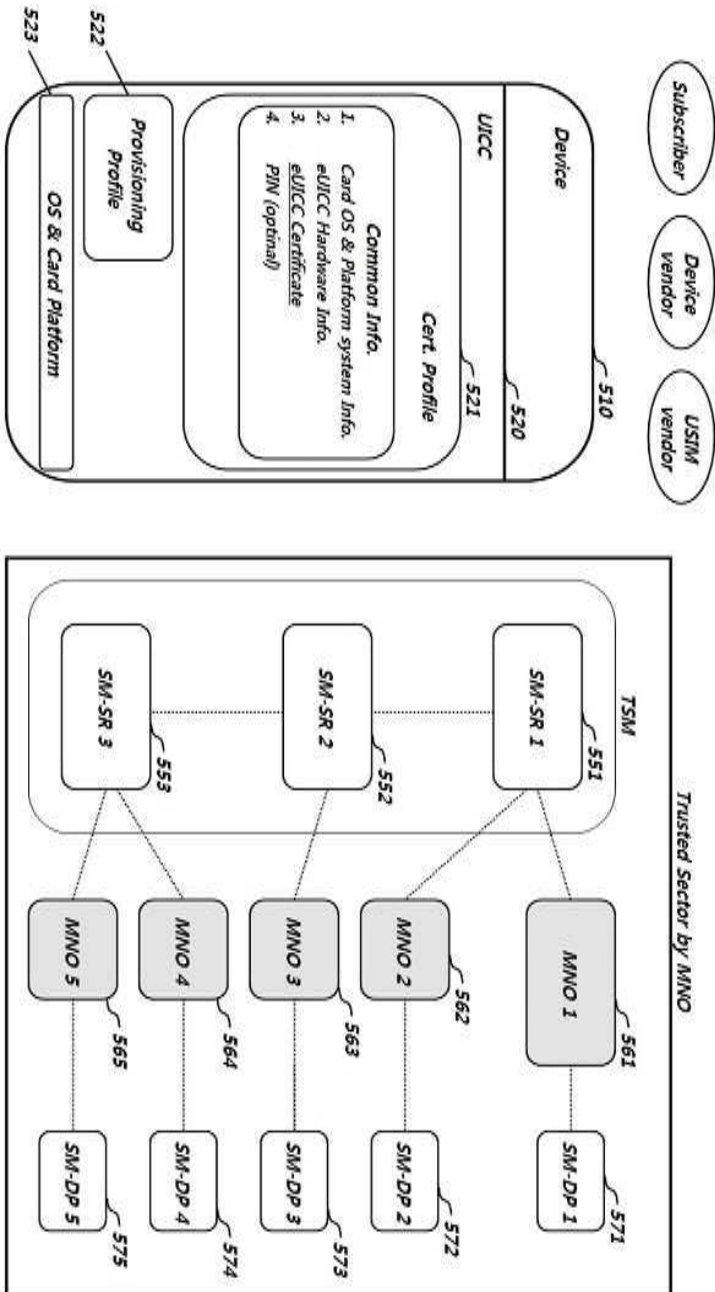 Subscriber
Device
vendor
USIM
vendor
Device
510
UICC
520
Cert. Profile
521
Common Info.
1. Card OS & Platform system Info.
2. eUICC Hardware Info.
3. eUICC Certificate
4. PIN (optinal)
Provisioning
Profile
522
OS & Card Platform
523
Trusted Sector by MNO
TSM
SM-SR 1
551
SM-SR 2
552
SM-SR 3
553
MNO 1
561
MNO 2
562
MNO 3
563
MNO 4
564
MNO 5
565
SM-DP 1
571
SM-DP 2
572
SM-DP 3
573
SM-DP 4
574
SM-DP 5
575